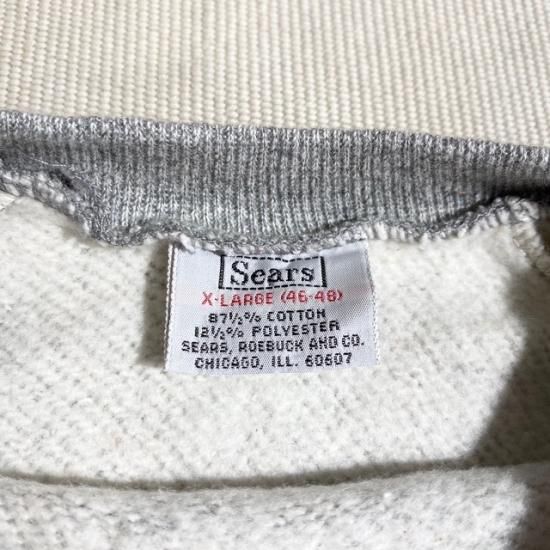 Sears
X-LARGE (46-48)
87½% COTTON
12½% POLYESTER
SEARS, ROEBUCK AND CO.
CHICAGO, ILL. 60607